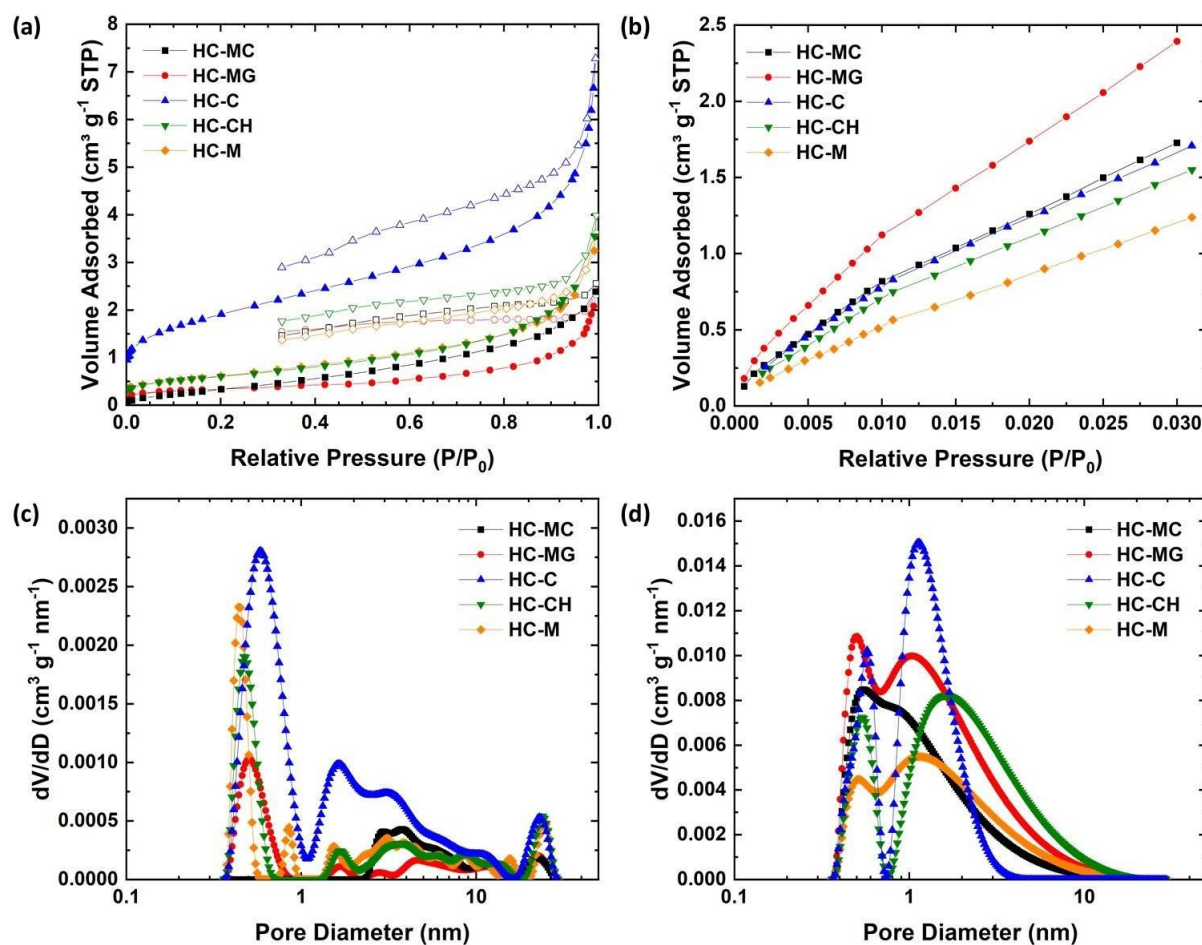 (a)
8
7
6
5
4
3
2
1
0
0.0 0.2 0.4 0.6 0.8 1.0
Volume Adsorbed (cm³ g⁻¹ STP)
Relative Pressure (P/P₀)
HC-MC
HC-MG
HC-C
HC-CH
HC-M
(b)
2.5
2.0
1.5
1.0
0.5
0.0
0.000 0.005 0.010 0.015 0.020 0.025 0.030
Volume Adsorbed (cm³ g⁻¹ STP)
Relative Pressure (P/P₀)
HC-MC
HC-MG
HC-C
HC-CH
HC-M
(c)
0.0030
0.0025
0.0020
0.0015
0.0010
0.0005
0.0000
0.1 1 10
dV/dD (cm³ g⁻¹ nm⁻¹)
Pore Diameter (nm)
HC-MC
HC-MG
HC-C
HC-CH
HC-M
(d)
0.016
0.014
0.012
0.010
0.008
0.006
0.004
0.002
0.000
0.1 1 10
dV/dD (cm³ g⁻¹ nm⁻¹)
Pore Diameter (nm)
HC-MC
HC-MG
HC-C
HC-CH
HC-M